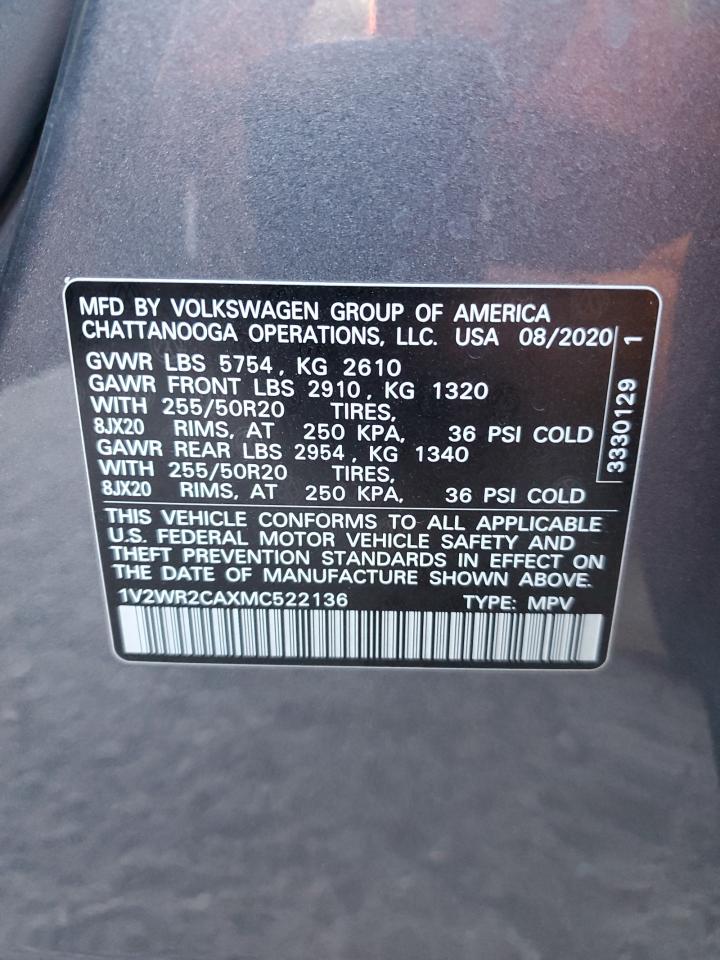 MFD BY VOLKSWAGEN GROUP OF AMERICA
CHATTANOOGA OPERATIONS, LLC. USA 08/2020
GVWR LBS 5754, KG 2610
GAWR FRONT LBS 2910, KG 1320
WITH 255/50R20 TIRES,
8JX20 RIMS, AT 250 KPA, 36 PSI COLD
GAWR REAR LBS 2954, KG 1340
WITH 255/50R20 TIRES,
8JX20 RIMS, AT 250 KPA, 36 PSI COLD
3330129 1
THIS VEHICLE CONFORMS TO ALL APPLICABLE
U.S. FEDERAL MOTOR VEHICLE SAFETY AND
THEFT PREVENTION STANDARDS IN EFFECT ON
THE DATE OF MANUFACTURE SHOWN ABOVE.
1V2WR2CAXMC522136 TYPE: MPV